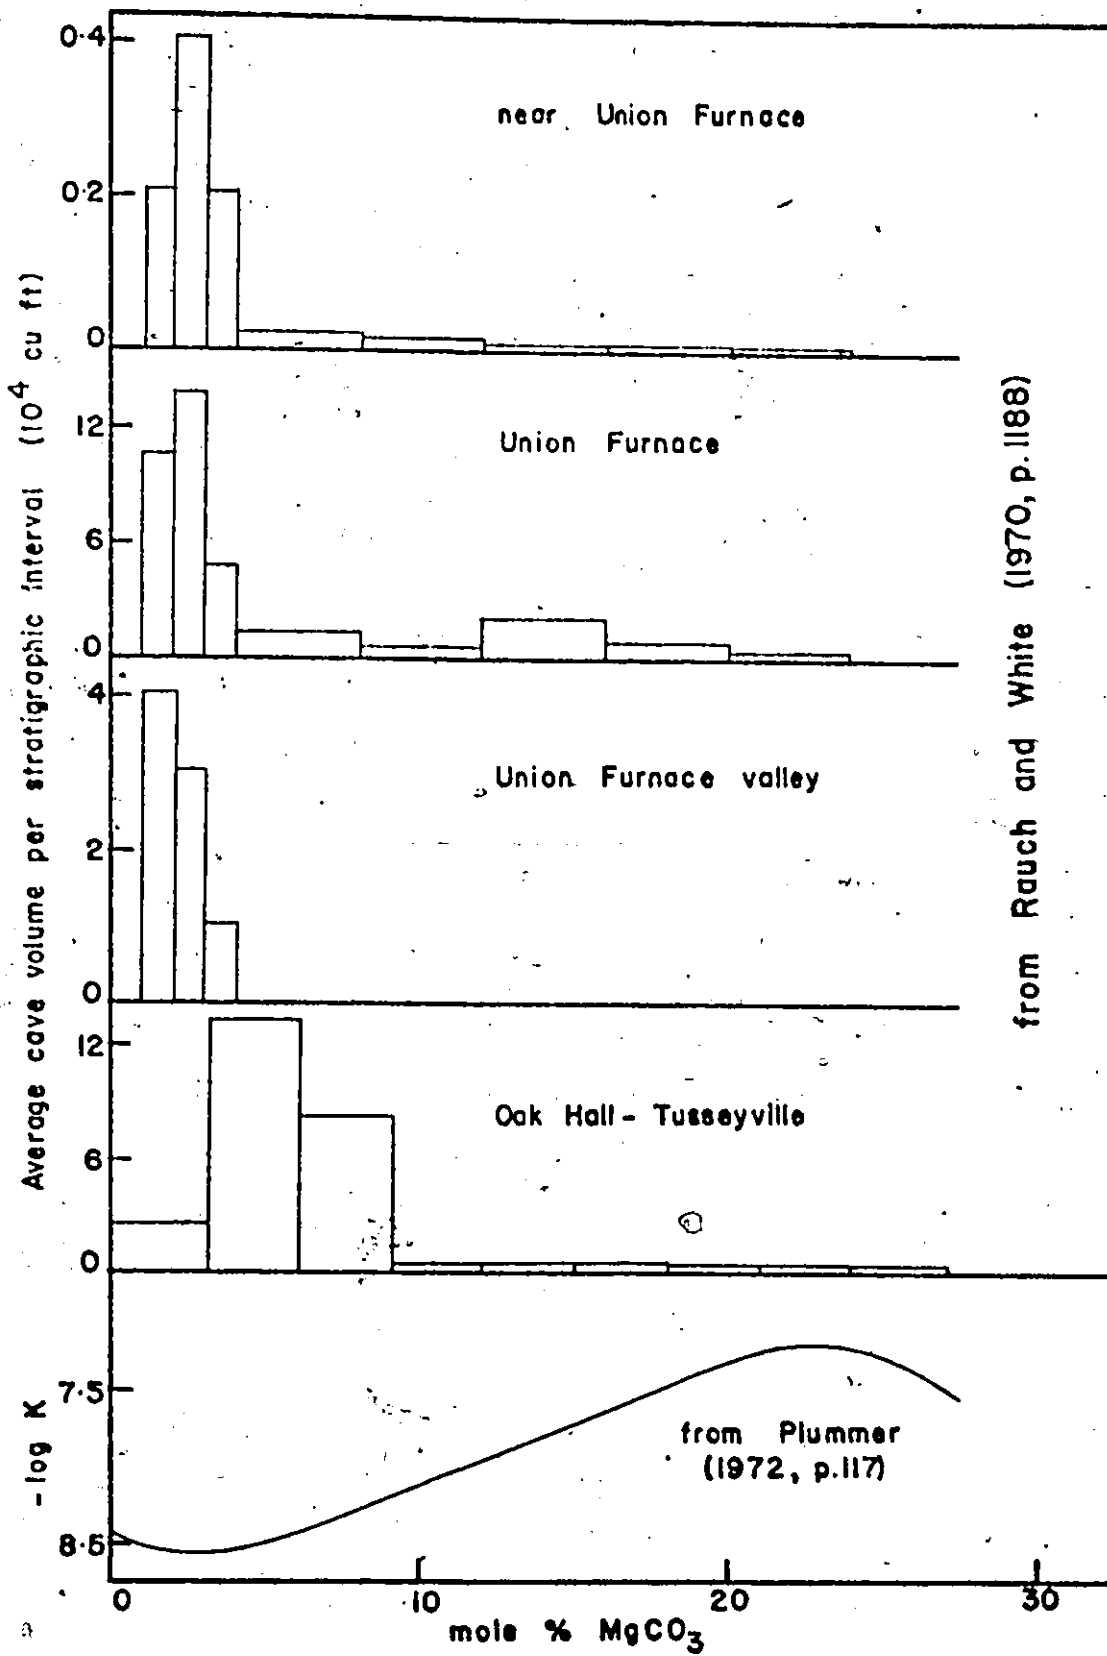 0·4
near Union Furnace
0·2
0
12
Union Furnace
6
0
4
Union Furnace valley
2
0
12
Oak Hall - Tusseyville
6
0
7·5
from Plummer
(1972, p.117)
8·5
0 10 20 30
mole % MgCO₃
Average cave volume per stratigraphic interval (10⁴ cu ft)
-log K
from Rauch and White (1970, p.1188)